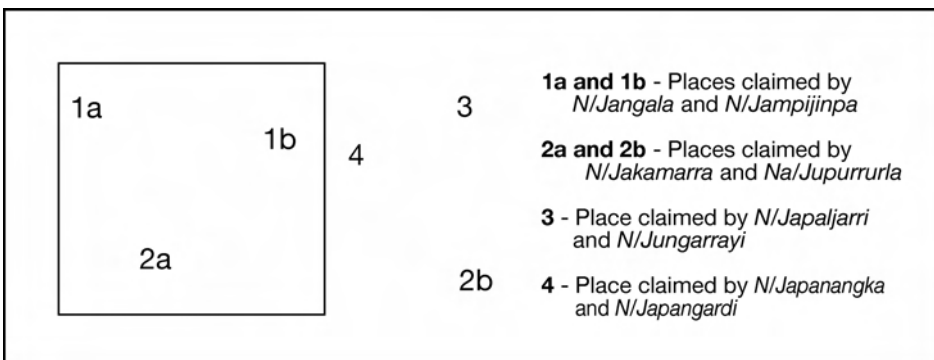 1a
1b
2a
4
3
2b
1a and 1b - Places claimed by
N/Jangala and N/Jampijinpa
2a and 2b - Places claimed by
N/Jakamarra and Na/Jupurrurla
3 - Place claimed by N/Japaljarri
and N/Jungarrayi
4 - Place claimed by N/Japanangka
and N/Japangardi